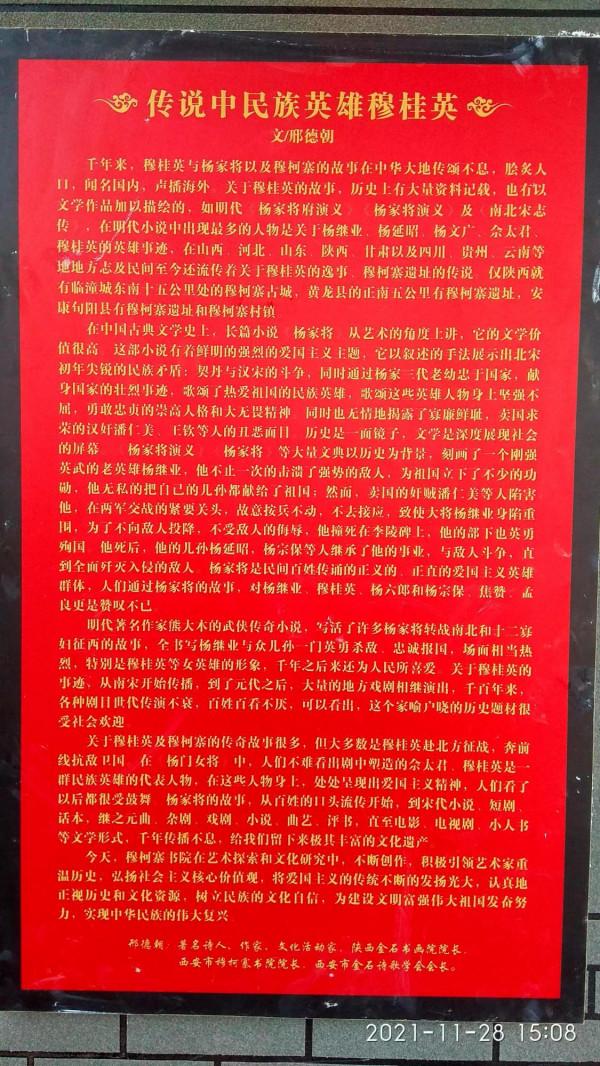 传说中民族英雄穆桂英
文/邢德朝
千年来，穆桂英与杨家将以及穆柯寨的故事在中华大地传颂不息，脍炙人
口，闻名国内，声播海外。关于穆桂英的故事，历史上有大量资料记载，也有以
文学作品加以描绘的，如明代《杨家将府演义》《杨家将演义》及《南北宋志
传》，在明代小说中出现最多的人物是关于杨继业、杨延昭、杨文广、佘太君、
穆桂英的英雄事迹，在山西、河北、山东、陕西、甘肃以及四川、贵州、云南等
地地方志及民间至今还流传着关于穆桂英的逸事、穆柯寨遗址的传说。仅陕西就
有临潼城东南十五公里处的穆柯寨古城，黄龙县的正南五公里有穆柯寨遗址，安
康旬阳县有穆柯寨遗址和穆柯寨村镇。
在中国古典文学史上，长篇小说《杨家将》从艺术的角度上讲，它的文学价
值很高。这部小说有着鲜明的强烈的爱国主义主题，它以叙述的手法展示出北宋
初年尖锐的民族矛盾：契丹与汉宋的斗争，同时通过杨家三代老幼忠于国家，献
身国家的壮烈事迹，歌颂了热爱祖国的民族英雄，歌颂这些英雄人物身上坚强不
屈，勇敢忠贞的崇高人格和大无畏精神。同时也无情地揭露了寡廉鲜耻，卖国求
荣的汉奸潘仁美、王钦等人的丑恶面目。历史是一面镜子，文学是深度展现社会
的屏幕。《杨家将演义》《杨家将》等大量文典以历史为背景，刻画了一个刚强
英武的老英雄杨继业，他不止一次的击溃了强势的敌人，为祖国立下了不少的功
勋，他无私的把自己的儿孙都献给了祖国；然而，卖国的奸贼潘仁美等人陷害
他，在两军交战的紧要关头，故意按兵不动，不去接应，致使大将杨继业身陷重
围，为了不向敌人投降，不受敌人的侮辱，他撞死在李陵碑上，他的部下也英勇
殉国。他死后，他的儿孙杨延昭、杨宗保等人继承了他的事业，与敌人斗争，直
到全面歼灭入侵的敌人。杨家将是民间百姓传诵的正义的、正直的爱国主义英雄
群体，人们通过杨家将的故事，对杨继业、穆桂英、杨六郎和杨宗保、焦赞、孟
良更是赞叹不已。
明代著名作家熊大木的武侠传奇小说，写活了许多杨家将转战南北和十二寡
妇征西的故事，全书写杨继业与众儿孙一门英勇杀敌、忠诚报国，场面相当热
烈，特别是穆桂英等女英雄的形象，千年之后来还为人民所喜爱。关于穆桂英的
事迹，从南宋开始传播，到了元代之后，大量的地方戏剧相继演出，千百年来，
各种剧目世代传演不衰，百姓百看不厌，可以看出，这个家喻户晓的历史题材很
受社会欢迎。
关于穆桂英及穆柯寨的传奇故事很多，但大多数是穆桂英赴北方征战，奔前
线抗敌卫国。在《杨门女将》中，人们不难看出剧中塑造的佘太君、穆桂英是一
群民族英雄的代表人物，在这些人物身上，处处呈现出爱国主义精神，人们看了
以后都很受鼓舞。杨家将的故事，从百姓的口头流传开始，到宋代小说、短剧、
话本，继之元曲、杂剧、戏剧、小说、曲艺、评书，直至电影、电视剧、小人书
等文学形式，千年传播不息，给我们留下来极其丰富的文化遗产。
今天，穆柯寨书院在艺术探索和文化研究中，不断创作，积极引领艺术家重
温历史，弘扬社会主义核心价值观，将爱国主义的传统不断的发扬光大，认真地
正视历史和文化资源，树立民族的文化自信，为建设文明富强伟大祖国发奋努
力，实现中华民族的伟大复兴。
邢德朝：著名诗人、作家、文化活动家，陕西金石书画院院长，
西安市穆柯寨书院院长，西安市金石诗歌学会会长。
2021-11-28 15:08